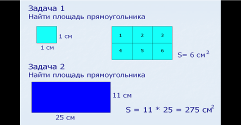 Задача 1
Найти площадь прямоугольника
1 см
1 см
1 2 3
4 5 6
S= 6 см²
Задача 2
Найти площадь прямоугольника
11 см
25 см
S = 11 * 25 = 275 см²